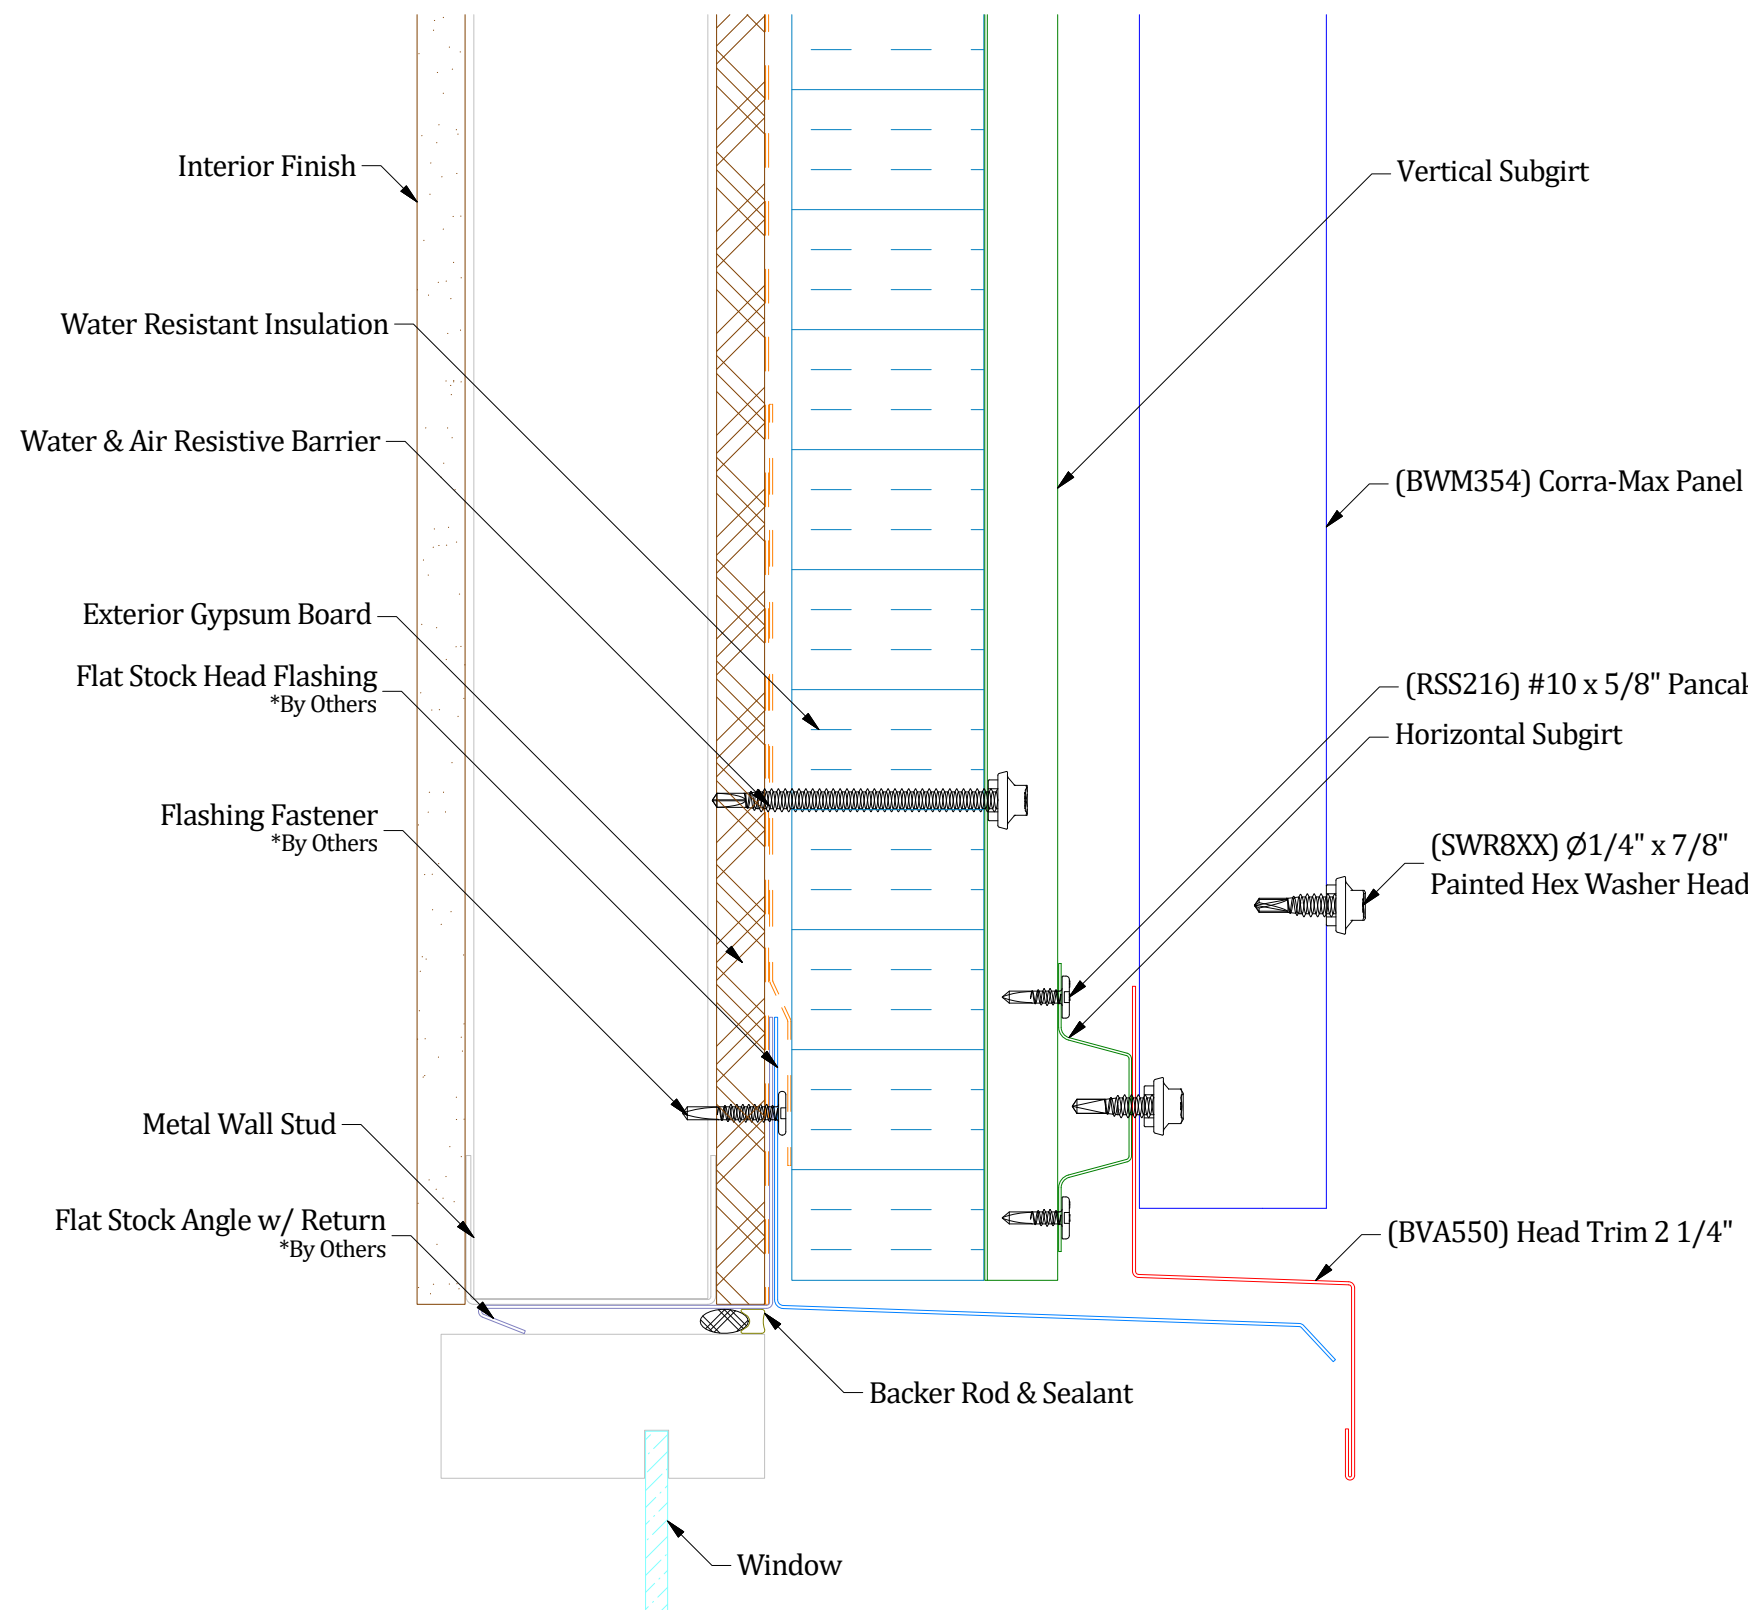 Interior Finish
Water Resistant Insulation
Water & Air Resistive Barrier
Exterior Gypsum Board
Flat Stock Head Flashing
*By Others
Flashing Fastener
*By Others
Metal Wall Stud
Flat Stock Angle w/ Return
*By Others
Vertical Subgirt
(BWM354) Corra-Max Panel
(RSS216) #10 x 5/8"
Horizontal Subgirt
(SWR8XX) Ø1/4" x 7/8"
Painted Hex Washer Head
(BVA550) Head Trim 2 1/4"
Backer Rod & Sealant
Window